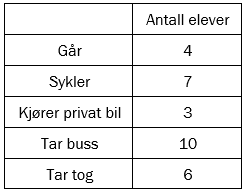 Antall elever
Går 4
Sykler 7
Kjører privat bil 3
Tar buss 10
Tar tog 6